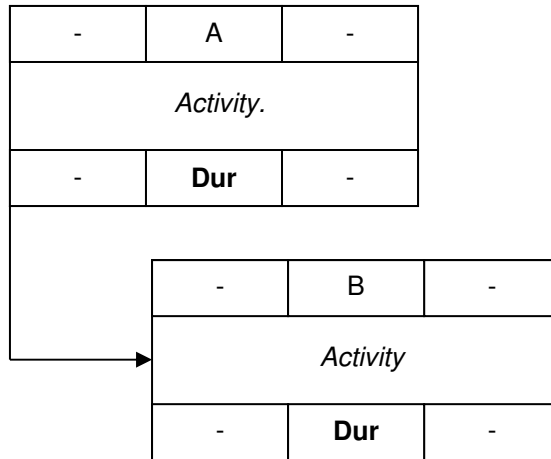 - A -
Activity.
- Dur -
- B -
Activity
- Dur -